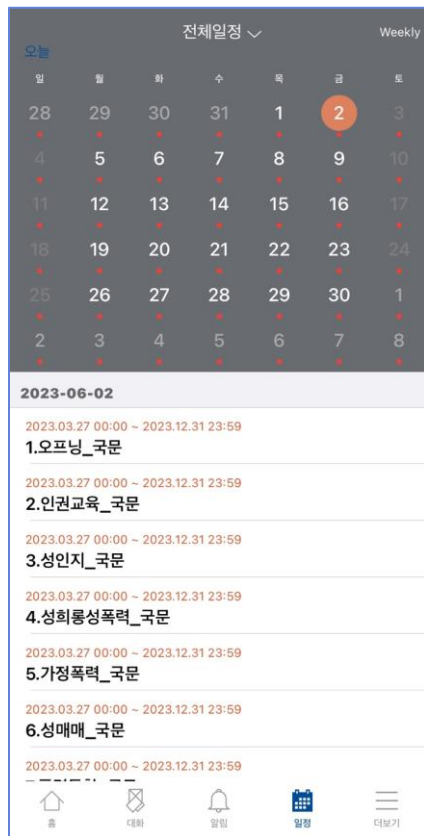 전체일정
Weekly
오늘
일 월 화 수 목 금 토
28 29 30 31 1 2 3
4 5 6 7 8 9 10
11 12 13 14 15 16 17
18 19 20 21 22 23 24
25 26 27 28 29 30 1
2 3 4 5 6 7 8
2023-06-02
2023.03.27 00:00 ~ 2023.12.31 23:59
1.오프닝_국문
2023.03.27 00:00 ~ 2023.12.31 23:59
2.인권교육_국문
2023.03.27 00:00 ~ 2023.12.31 23:59
3.성인지_국문
2023.03.27 00:00 ~ 2023.12.31 23:59
4.성희롱성폭력_국문
2023.03.27 00:00 ~ 2023.12.31 23:59
5.가정폭력_국문
2023.03.27 00:00 ~ 2023.12.31 23:59
6.성매매_국문
2023.03.27 00:00 ~ 2023.12.31 23:59
홈 대화 알림 일정 더보기